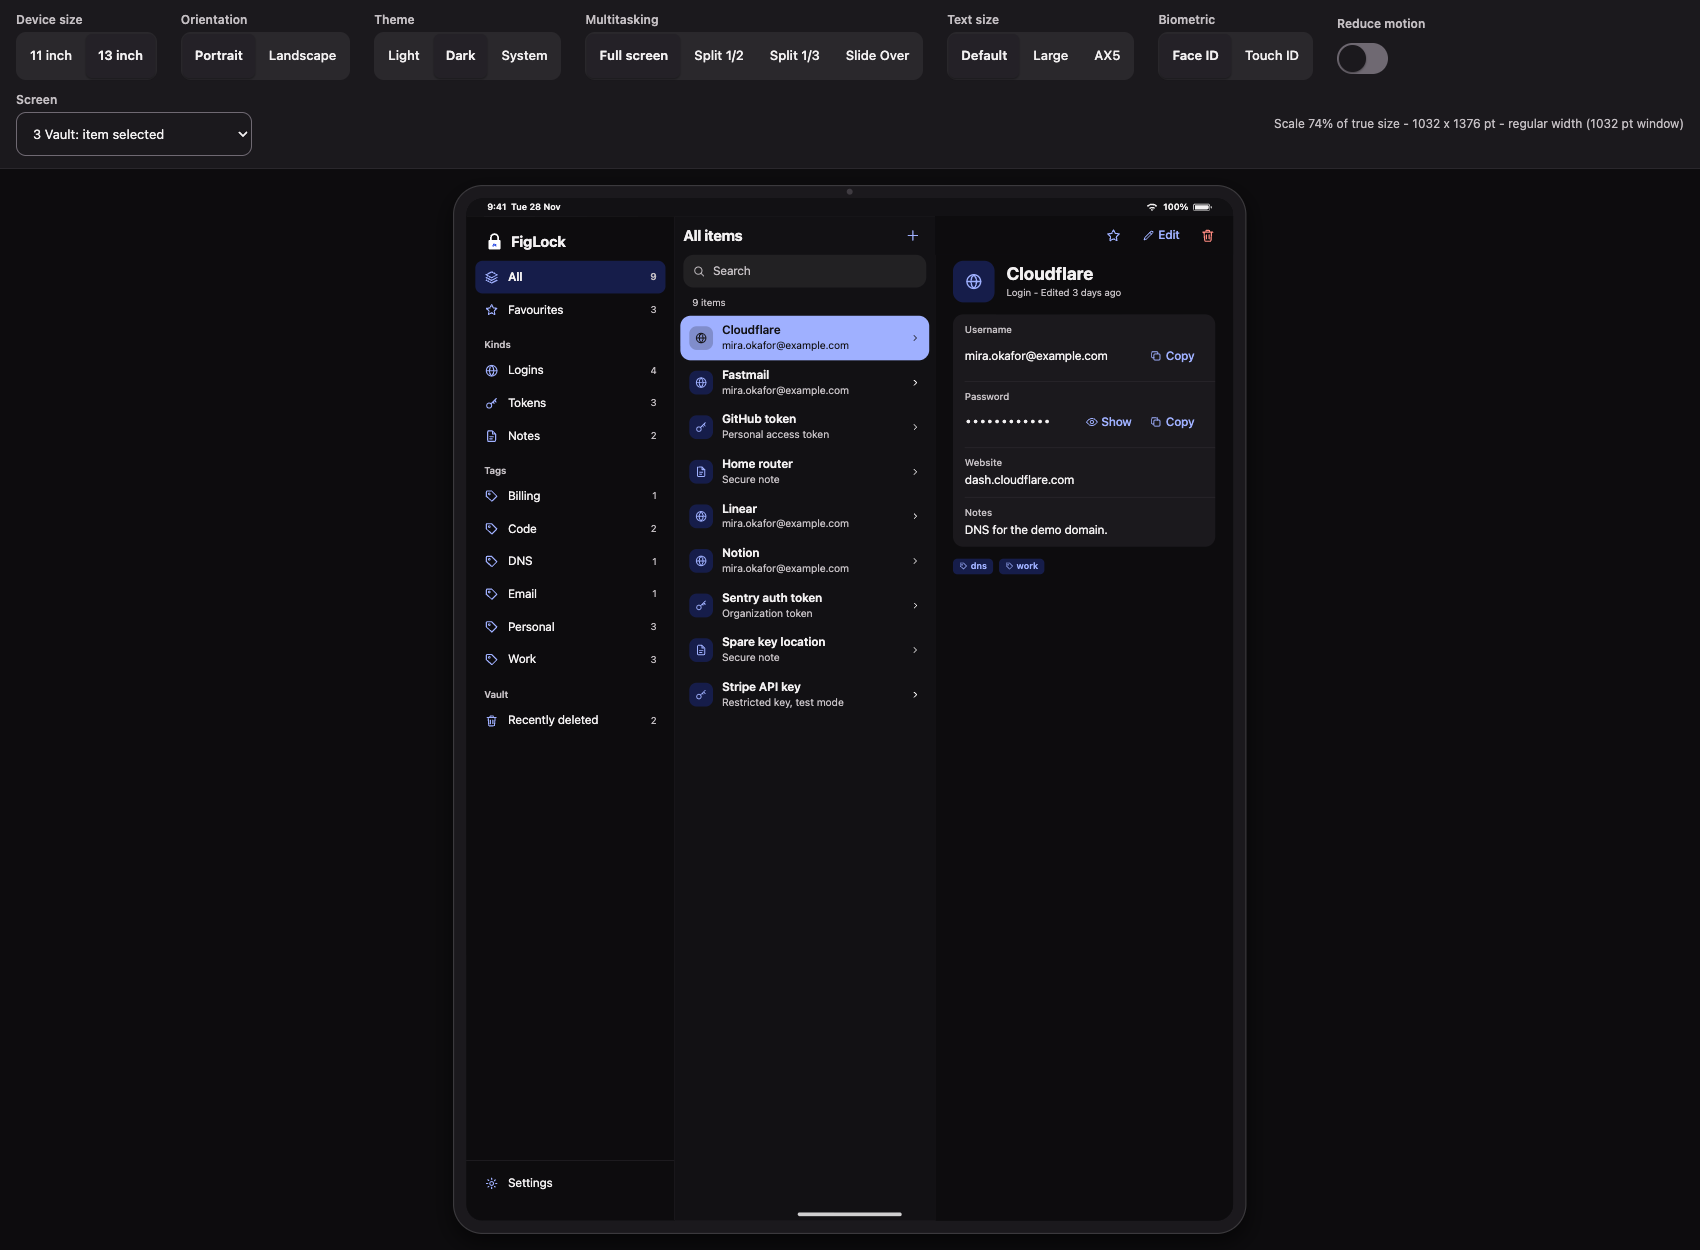 Device size
11 inch 13 inch
Orientation
Portrait Landscape
Theme
Light Dark System
Multitasking
Full screen Split 1/2 Split 1/3 Slide Over
Text size
Default Large AX5
Biometric
Face ID Touch ID
Reduce motion
Screen
3 Vault: item selected
Scale 74% of true size - 1032 x 1376 pt - regular width (1032 pt window)
9:41 Tue 28 Nov
100%
FigLock
All 9
Favourites 3
Kinds
Logins 4
Tokens 3
Notes 2
Tags
Billing 1
Code 2
DNS 1
Email 1
Personal 3
Work 3
Vault
Recently deleted 2
Settings
All items
Search
9 items
Cloudflare
mira.okafor@example.com
Fastmail
mira.okafor@example.com
GitHub token
Personal access token
Home router
Secure note
Linear
mira.okafor@example.com
Notion
mira.okafor@example.com
Sentry auth token
Organization token
Spare key location
Secure note
Stripe API key
Restricted key, test mode
Edit
Cloudflare
Login - Edited 3 days ago
Username
mira.okafor@example.com Copy
Password
•••••••••••• Show Copy
Website
dash.cloudflare.com
Notes
DNS for the demo domain.
dns work